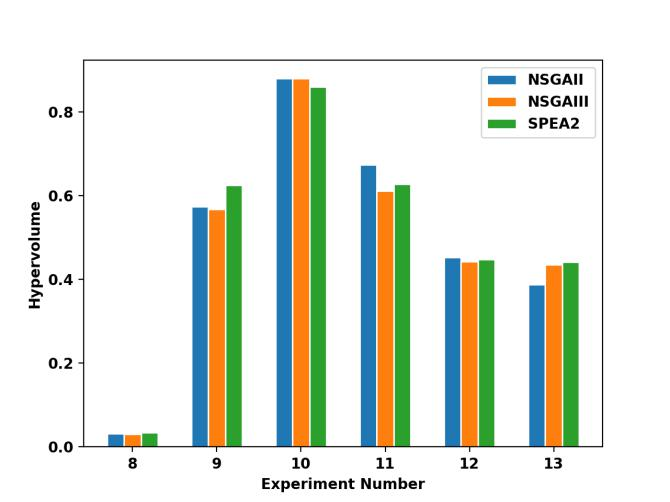 NSGAII
NSGAIII
SPEA2
Hypervolume
0.8
0.6
0.4
0.2
0.0
8 9 10 11 12 13
Experiment Number